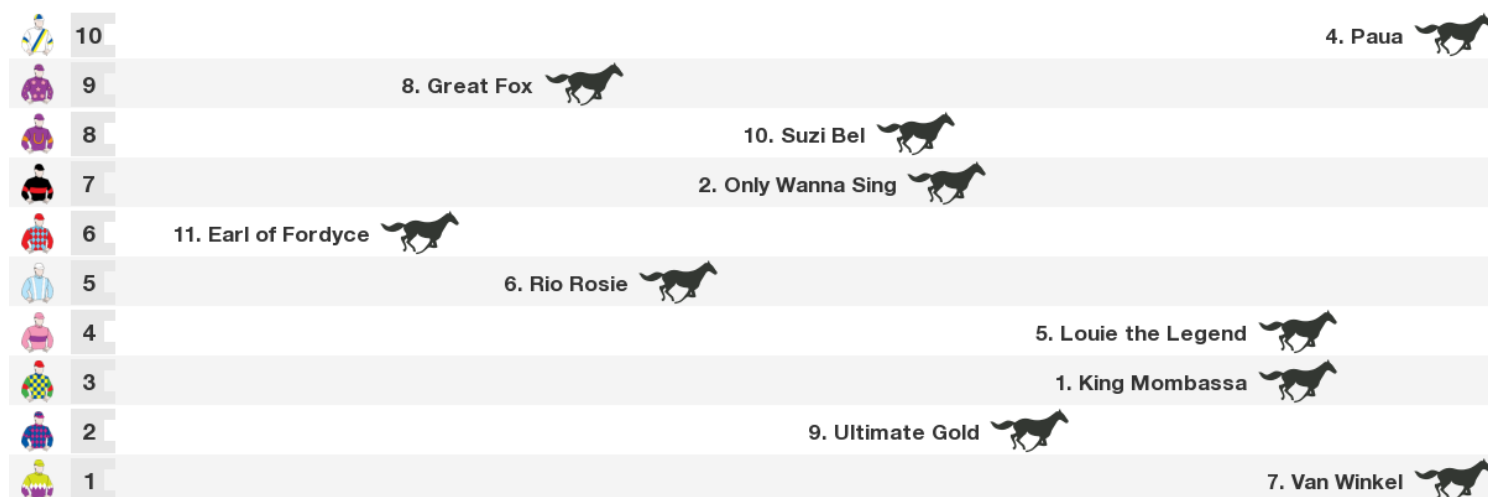 10 4. Paua
9 8. Great Fox
8 10. Suzi Bel
7 2. Only Wanna Sing
6 11. Earl of Fordyce
5 6. Rio Rosie
4 5. Louie the Legend
3 1. King Mombassa
2 9. Ultimate Gold
1 7. Van Winkel